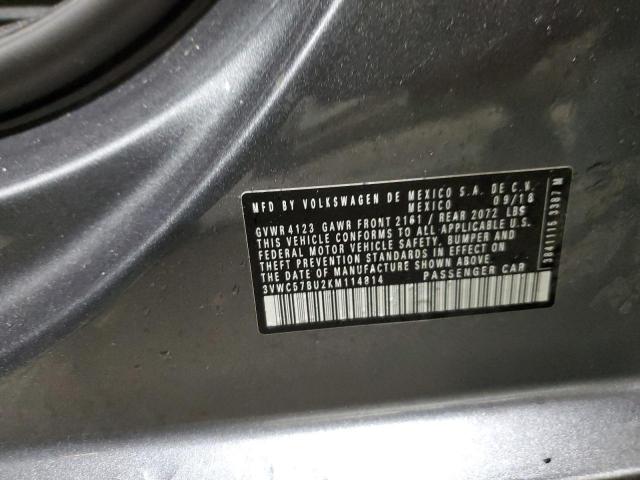 MFD BY VOLKSWAGEN DE MEXICO S.A. DE C.V.
MEXICO 09/18
GVWR 4123 GAWR FRONT 2161 / REAR 2072 LBS
THIS VEHICLE CONFORMS TO ALL APPLICABLE U.S.
FEDERAL MOTOR VEHICLE SAFETY, BUMPER AND
THEFT PREVENTION STANDARDS IN EFFECT ON
THE DATE OF MANUFACTURE SHOWN ABOVE
3VWC57BU2KM114814 PASSENGER CAR
3387 M